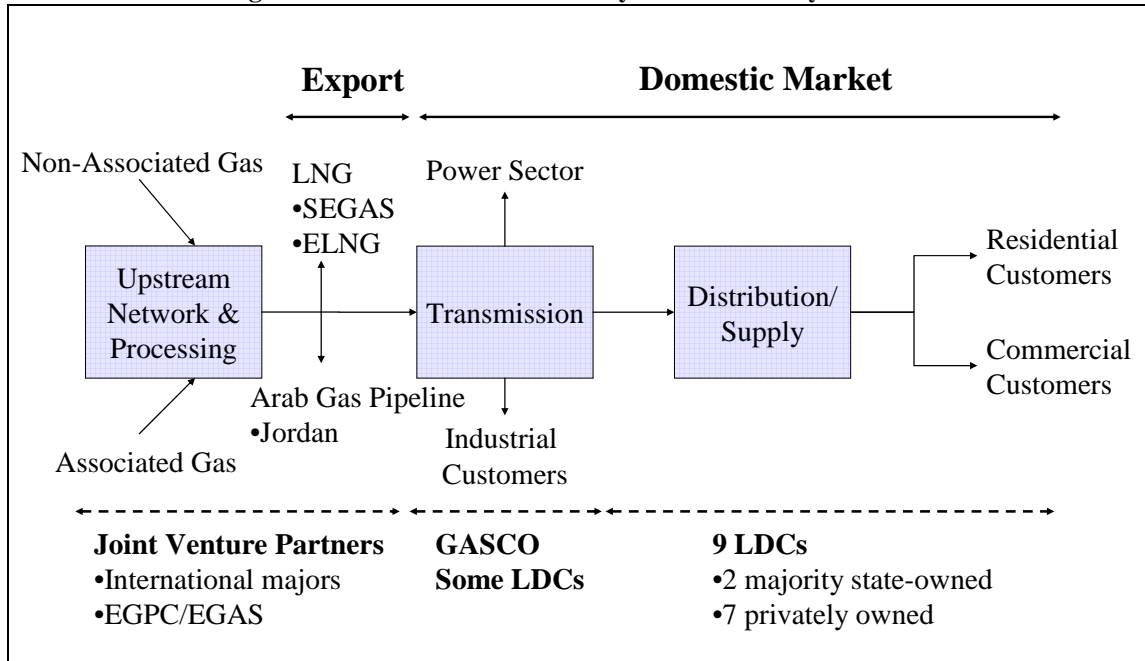 Export
Domestic Market
Non-Associated Gas
LNG
•SEGAS
•ELNG
Power Sector
Upstream
Network &
Processing
Transmission
Distribution/
Supply
Residential
Customers
Commercial
Customers
Arab Gas Pipeline
•Jordan
Associated Gas
Industrial
Customers
Joint Venture Partners
•International majors
•EGPC/EGAS
GASCO
Some LDCs
9 LDCs
•2 majority state-owned
•7 privately owned